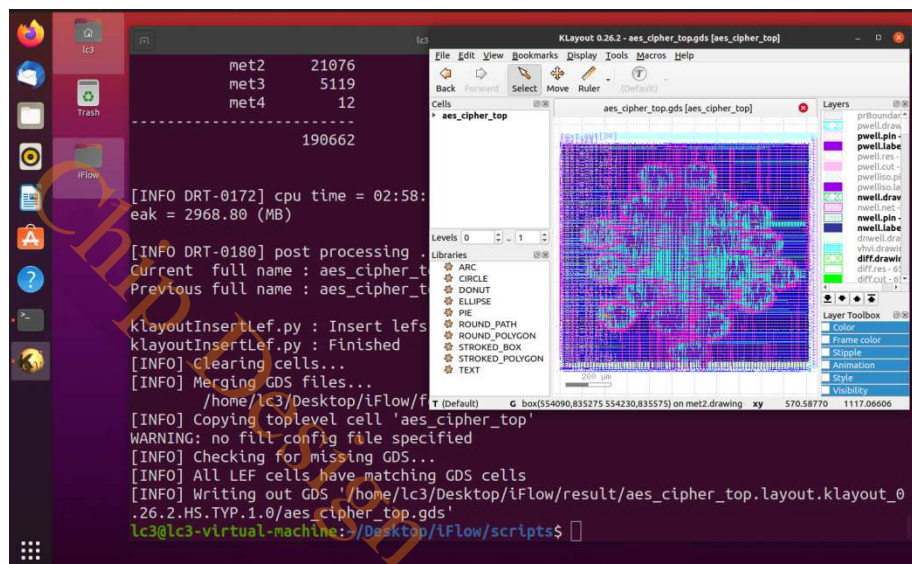 lc3
Trash
iFlow
lc3
met2 21076
met3 5119
met4 12
-------------------------
190662
[INFO DRT-0172] cpu time = 02:58:
eak = 2968.80 (MB)
[INFO DRT-0180] post processing .
Current full name : aes_cipher_t
Previous full name : aes_cipher_t
klayoutInsertLef.py : Insert lefs
klayoutInsertLef.py : Finished
[INFO] Clearing cells...
[INFO] Merging GDS files...
/home/lc3/Desktop/iFlow/f
[INFO] Copying toplevel cell 'aes_cipher_top'
WARNING: no fill config file specified
[INFO] Checking for missing GDS...
[INFO] All LEF cells have matching GDS cells
[INFO] Writing out GDS '/home/lc3/Desktop/iFlow/result/aes_cipher_top.layout.klayout_0
.26.2.HS.TYP.1.0/aes_cipher_top.gds'
lc3@lc3-virtual-machine:~/Desktop/iFlow/scripts$
KLayout 0.26.2 - aes_cipher_top.gds [aes_cipher_top]
File Edit View Bookmarks Display Tools Macros Help
Back Forward Select Move Ruler (Default)
Cells
aes_cipher_top
Levels 0 .. 1
Libraries
ARC
CIRCLE
DONUT
ELLIPSE
PIE
ROUND_PATH
ROUND_POLYGON
STROKED_BOX
STROKED_POLYGON
TEXT
aes_cipher_top.gds [aes_cipher_top]
200 µm
Layers
prBoundar
pwell.draw
pwell.pin -
pwell.labe
pwell.res -
pwell.cut -
pwelliso.pi
pwelliso.la
nwell.draw
nwell.net -
nwell.pin -
nwell.labe
dnwell.dra
vhvi.drawi
diff.drawir
diff.res - 65
diff.cut - 65
Layer Toolbox
Color
Frame color
Stipple
Animation
Style
Visibility
T (Default) G box(554090,835275 554230,835575) on met2.drawing xy 570.58770 1117.06606
Chip Design